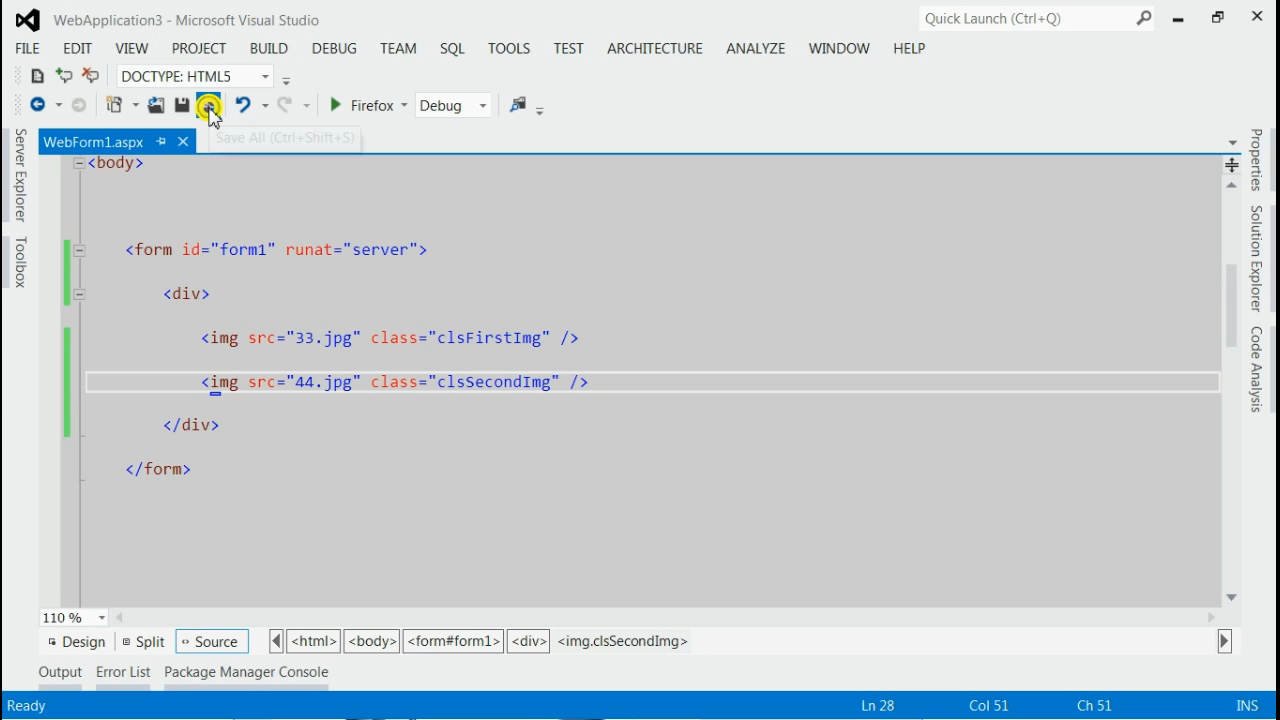 WebApplication3 - Microsoft Visual Studio
Quick Launch (Ctrl+Q)
FILE EDIT VIEW PROJECT BUILD DEBUG TEAM SQL TOOLS TEST ARCHITECTURE ANALYZE WINDOW HELP
DOCTYPE: HTML5
Firefox Debug
Save All (Ctrl+Shift+S)
WebForm1.aspx
Server Explorer
Toolbox
Properties
Solution Explorer
Code Analysis
<body>
<form id="form1" runat="server">
<div>
<img src="33.jpg" class="clsFirstImg" />
<img src="44.jpg" class="clsSecondImg" />
</div>
</form>
110 %
Design Split Source <html> <body> <form#form1> <div> <img.clsSecondImg>
Output Error List Package Manager Console
Ready Ln 28 Col 51 Ch 51 INS